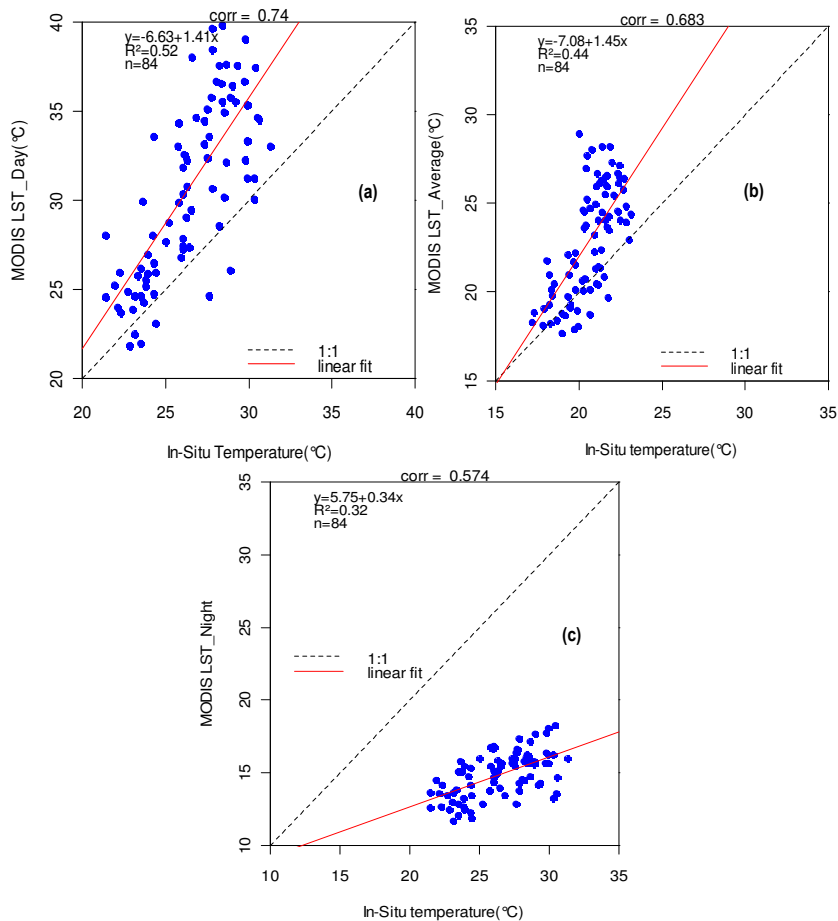 corr = 0.74
y=-6.63+1.41x
R²=0.52
n=84
MODIS LST_Day(°C)
40
35
30
25
20
(a)
1:1
linear fit
20 25 30 35 40
In-Situ Temperature(°C)
corr = 0.683
y=-7.08+1.45x
R²=0.44
n=84
MODIS LST_Average(°C)
35
30
25
20
15
(b)
1:1
linear fit
15 20 25 30 35
In-Situ temperature(°C)
corr = 0.574
y=5.75+0.34x
R²=0.32
n=84
MODIS LST_Night
35
30
25
20
15
10
(c)
1:1
linear fit
10 15 20 25 30 35
In-Situ temperature(°C)